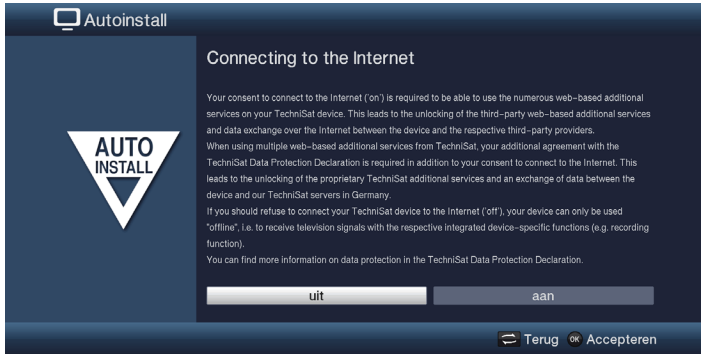 Autoinstall
Connecting to the Internet
Your consent to connect to the Internet ('on') is required to be able to use the numerous web-based additional
services on your TechniSat device. This leads to the unlocking of the third-party web-based additional services
and data exchange over the Internet between the device and the respective third-party providers.
When using multiple web-based additional services from TechniSat, your additional agreement with the
TechniSat Data Protection Declaration is required in addition to your consent to connect to the Internet. This
leads to the unlocking of the proprietary TechniSat additional services and an exchange of data between the
device and our TechniSat servers in Germany.
If you should refuse to connect your TechniSat device to the Internet ('off'), your device can only be used
"offline", i.e. to receive television signals with the respective integrated device-specific functions (e.g. recording
function).
You can find more information on data protection in the TechniSat Data Protection Declaration.
AUTO
INSTALL
uit
aan
Terug OK Accepteren